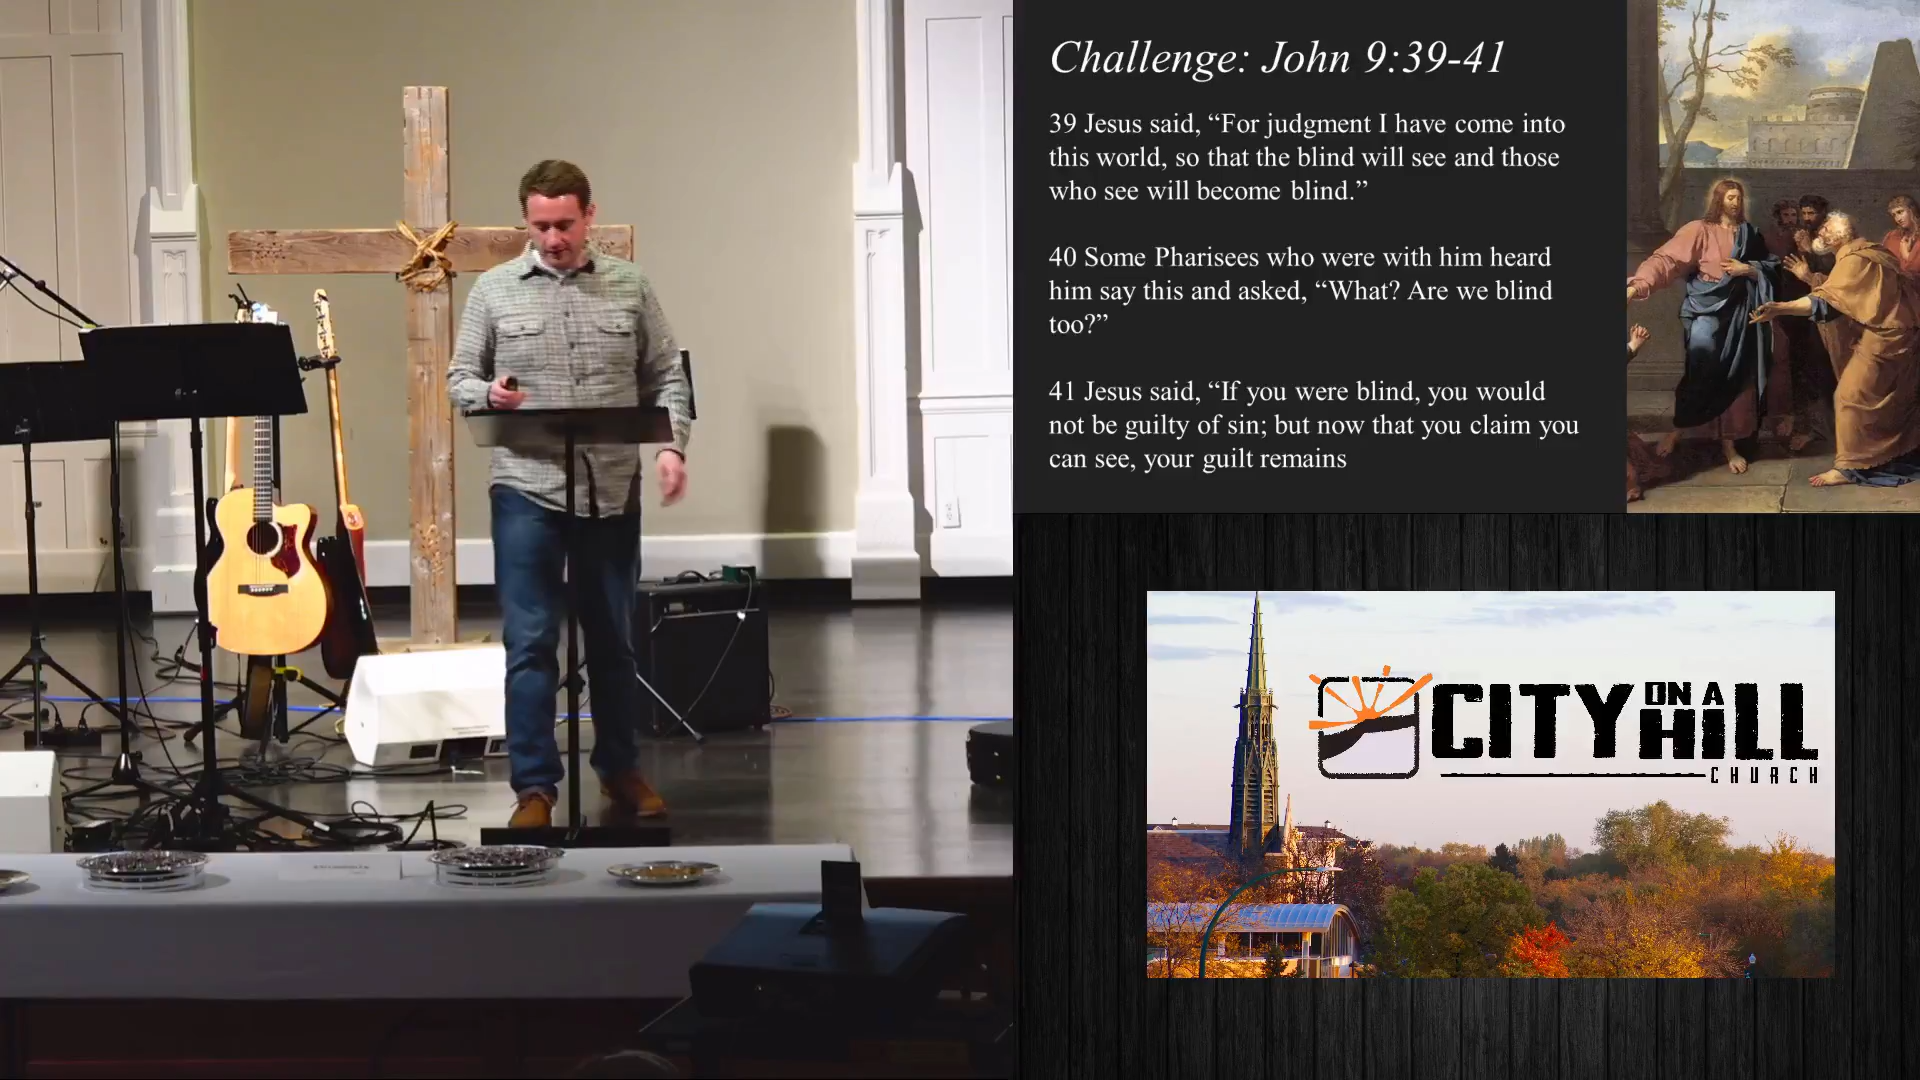 Challenge: John 9:39-41
39 Jesus said, “For judgment I have come into
this world, so that the blind will see and those
who see will become blind.”
40 Some Pharisees who were with him heard
him say this and asked, “What? Are we blind
too?”
41 Jesus said, “If you were blind, you would
not be guilty of sin; but now that you claim you
can see, your guilt remains
CITY ON A HILL
CHURCH